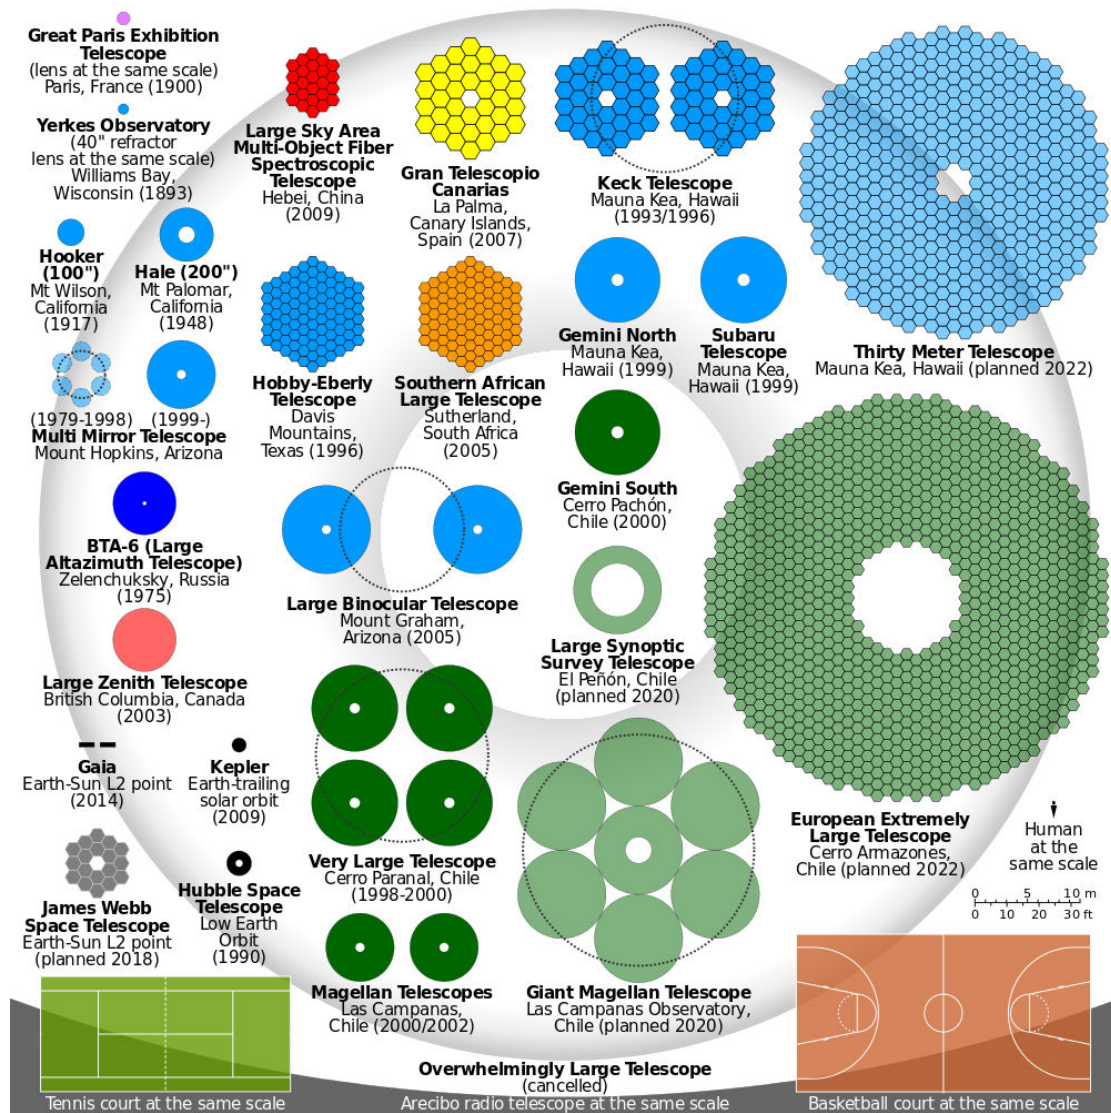 Great Paris Exhibition
Telescope
(lens at the same scale)
Paris, France (1900)
Yerkes Observatory
(40" refractor
lens at the same scale)
Williams Bay,
Wisconsin (1893)
Hooker
(100")
Mt Wilson,
California
(1917)
Hale (200")
Mt Palomar,
California
(1948)
(1979-1998) (1999-)
Multi Mirror Telescope
Mount Hopkins, Arizona
BTA-6 (Large
Altazimuth Telescope)
Zelenchuksky, Russia
(1975)
Large Zenith Telescope
British Columbia, Canada
(2003)
Gaia
Earth-Sun L2 point
(2014)
Kepler
Earth-trailing
solar orbit
(2009)
James Webb
Space Telescope
Earth-Sun L2 point
(planned 2018)
Hubble Space
Telescope
Low Earth
Orbit
(1990)
Large Sky Area
Multi-Object Fiber
Spectroscopic
Telescope
Hebei, China
(2009)
Gran Telescopio
Canarias
La Palma,
Canary Islands,
Spain (2007)
Keck Telescope
Mauna Kea, Hawaii
(1993/1996)
Hobby-Eberly
Telescope
Davis
Mountains,
Texas (1996)
Southern African
Large Telescope
Sutherland,
South Africa
(2005)
Gemini North
Mauna Kea,
Hawaii (1999)
Subaru
Telescope
Mauna Kea,
Hawaii (1999)
Gemini South
Cerro Pachón,
Chile (2000)
Large Binocular Telescope
Mount Graham,
Arizona (2005)
Large Synoptic
Survey Telescope
El Peñón, Chile
(planned 2020)
Very Large Telescope
Cerro Paranal, Chile
(1998-2000)
Magellan Telescopes
Las Campanas,
Chile (2000/2002)
Giant Magellan Telescope
Las Campanas Observatory,
Chile (planned 2020)
Thirty Meter Telescope
Mauna Kea, Hawaii (planned 2022)
European Extremely
Large Telescope
Cerro Armazones,
Chile (planned 2022)
Human
at the
same scale
0 5 10 m
0 10 20 30 ft
Overwhelmingly Large Telescope
(cancelled)
Tennis court at the same scale
Arecibo radio telescope at the same scale
Basketball court at the same scale